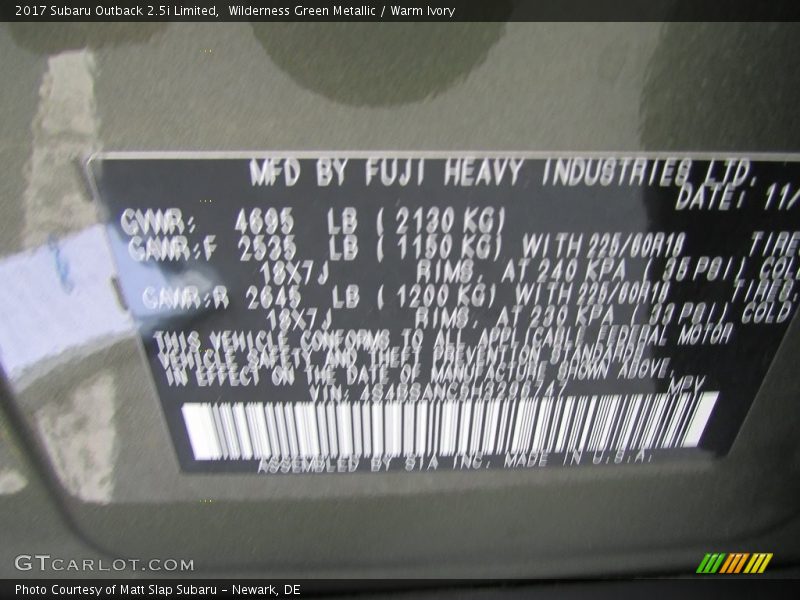 2017 Subaru Outback 2.5i Limited,  Wilderness Green Metallic / Warm Ivory
MFD BY FUJI HEAVY INDUSTRIES LTD.
DATE: 11/
GVWR: 4695 LB ( 2130 KG)
GAWR:F 2535 LB ( 1150 KG) WITH 225/60R18 TIRES
18X7J RIMS, AT 240 KPA ( 35 PSI) COLD
GAWR:R 2645 LB ( 1200 KG) WITH 225/60R18 TIRES,
18X7J RIMS, AT 230 KPA ( 33 PSI) COLD
THIS VEHICLE CONFORMS TO ALL APPLICABLE FEDERAL MOTOR
VEHICLE SAFETY AND THEFT PREVENTION STANDARDS
IN EFFECT ON THE DATE OF MANUFACTURE SHOWN ABOVE.
VIN: MPV
ASSEMBLED BY SIA INC. MADE IN U.S.A.
GTCARLOT.COM
Photo Courtesy of Matt Slap Subaru - Newark, DE